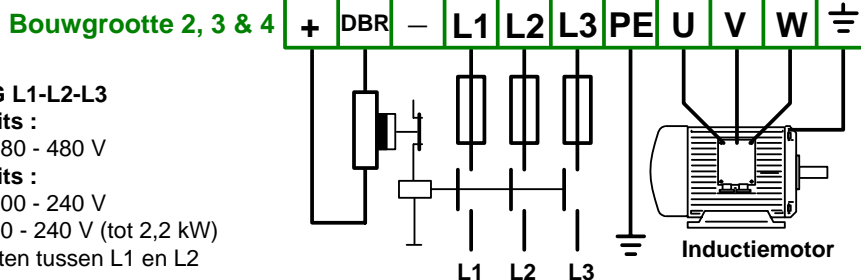 Bouwgrootte 2, 3 & 4
+ DBR − L1 L2 L3 PE U V W
L1-L2-L3
its :
80 - 480 V
its :
00 - 240 V
0 - 240 V (tot 2,2 kW)
ten tussen L1 en L2
L1 L2 L3
Inductiemotor